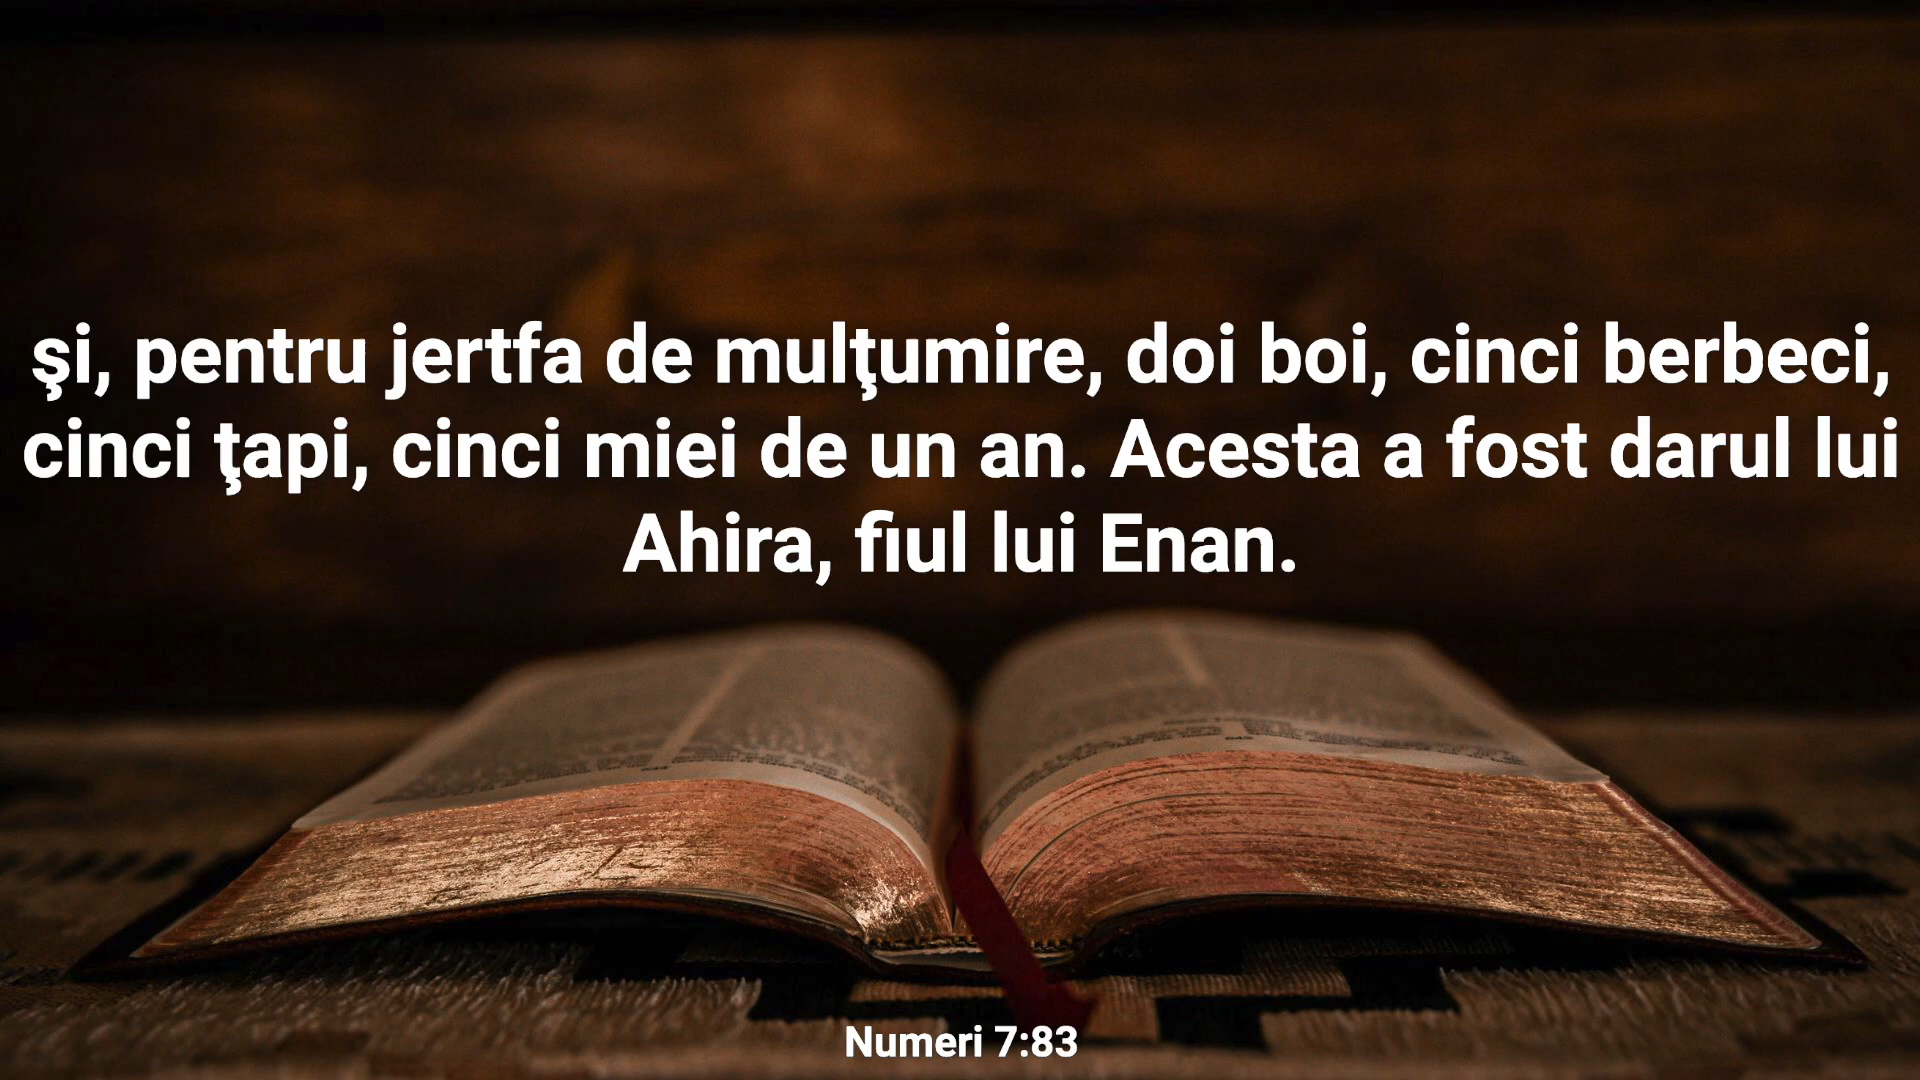 şi, pentru jertfa de mulţumire, doi boi, cinci berbeci,
cinci ţapi, cinci miei de un an. Acesta a fost darul lui
Ahira, fiul lui Enan.
Numeri 7:83